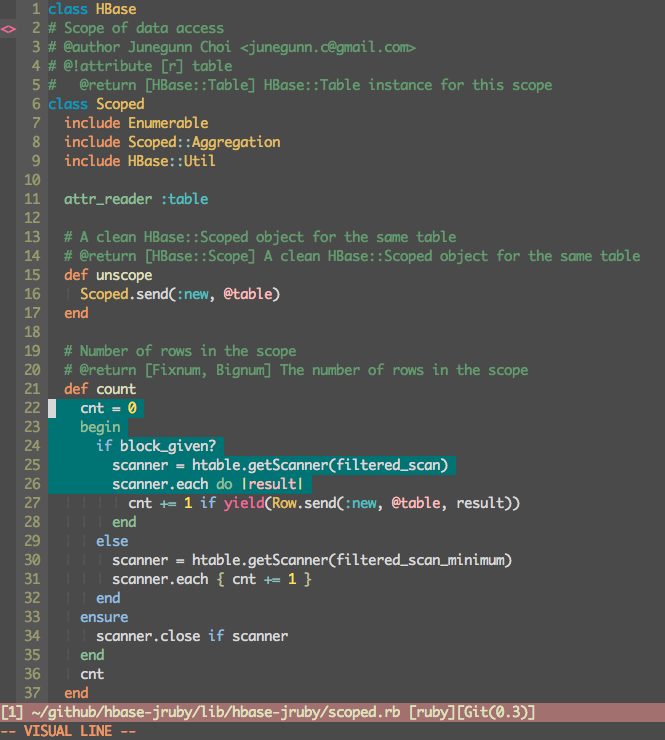 1 class HBase
<> 2 # Scope of data access
3 # @author Junegunn Choi <junegunn.c@gmail.com>
4 # @!attribute [r] table
5 #   @return [HBase::Table] HBase::Table instance for this scope
6 class Scoped
7   include Enumerable
8   include Scoped::Aggregation
9   include HBase::Util
10
11   attr_reader :table
12
13   # A clean HBase::Scoped object for the same table
14   # @return [HBase::Scope] A clean HBase::Scoped object for the same table
15   def unscope
16     Scoped.send(:new, @table)
17   end
18
19   # Number of rows in the scope
20   # @return [Fixnum, Bignum] The number of rows in the scope
21   def count
22     cnt = 0
23     begin
24       if block_given?
25         scanner = htable.getScanner(filtered_scan)
26         scanner.each do |result|
27           cnt += 1 if yield(Row.send(:new, @table, result))
28         end
29       else
30         scanner = htable.getScanner(filtered_scan_minimum)
31         scanner.each { cnt += 1 }
32       end
33     ensure
34       scanner.close if scanner
35     end
36     cnt
37   end
[1] ~/github/hbase-jruby/lib/hbase-jruby/scoped.rb [ruby][Git(0.3)]
-- VISUAL LINE --